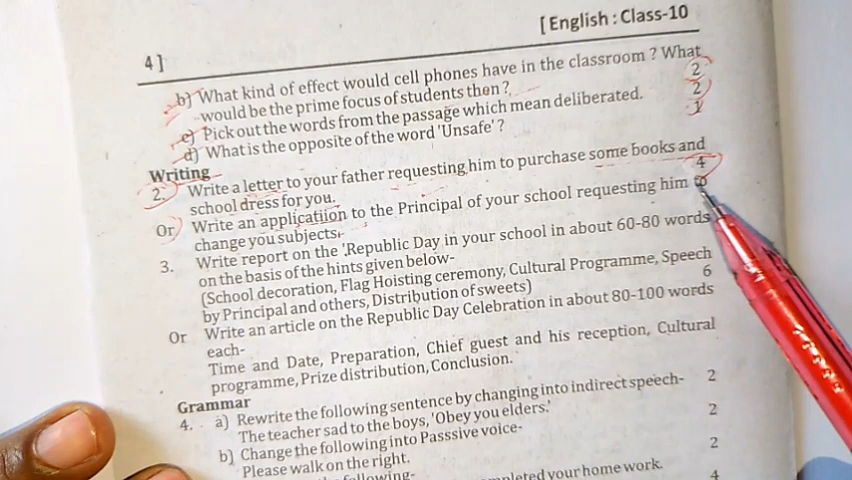 [ English : Class-10
4 ]
b) What kind of effect would cell phones have in the classroom ? What
would be the prime focus of students then ? 2
c) Pick out the words from the passage which mean deliberated. 2
d) What is the opposite of the word 'Unsafe' ? 1
Writing
2. Write a letter to your father requesting him to purchase some books and
school dress for you. 4
Or Write an applicatiion to the Principal of your school requesting him to
change you subjects.
3. Write report on the 'Republic Day in your school in about 60-80 words
on the basis of the hints given below-
(School decoration, Flag Hoisting ceremony, Cultural Programme, Speech
by Principal and others, Distribution of sweets) 6
Or Write an article on the Republic Day Celebration in about 80-100 words
each-
Time and Date, Preparation, Chief guest and his reception, Cultural
programme, Prize distribution, Conclusion.
Grammar
4. a) Rewrite the following sentence by changing into indirect speech- 2
The teacher sad to the boys, 'Obey you elders.'
b) Change the following into Passsive voice- 2
Please walk on the right.
following- 2
completed your home work.
4